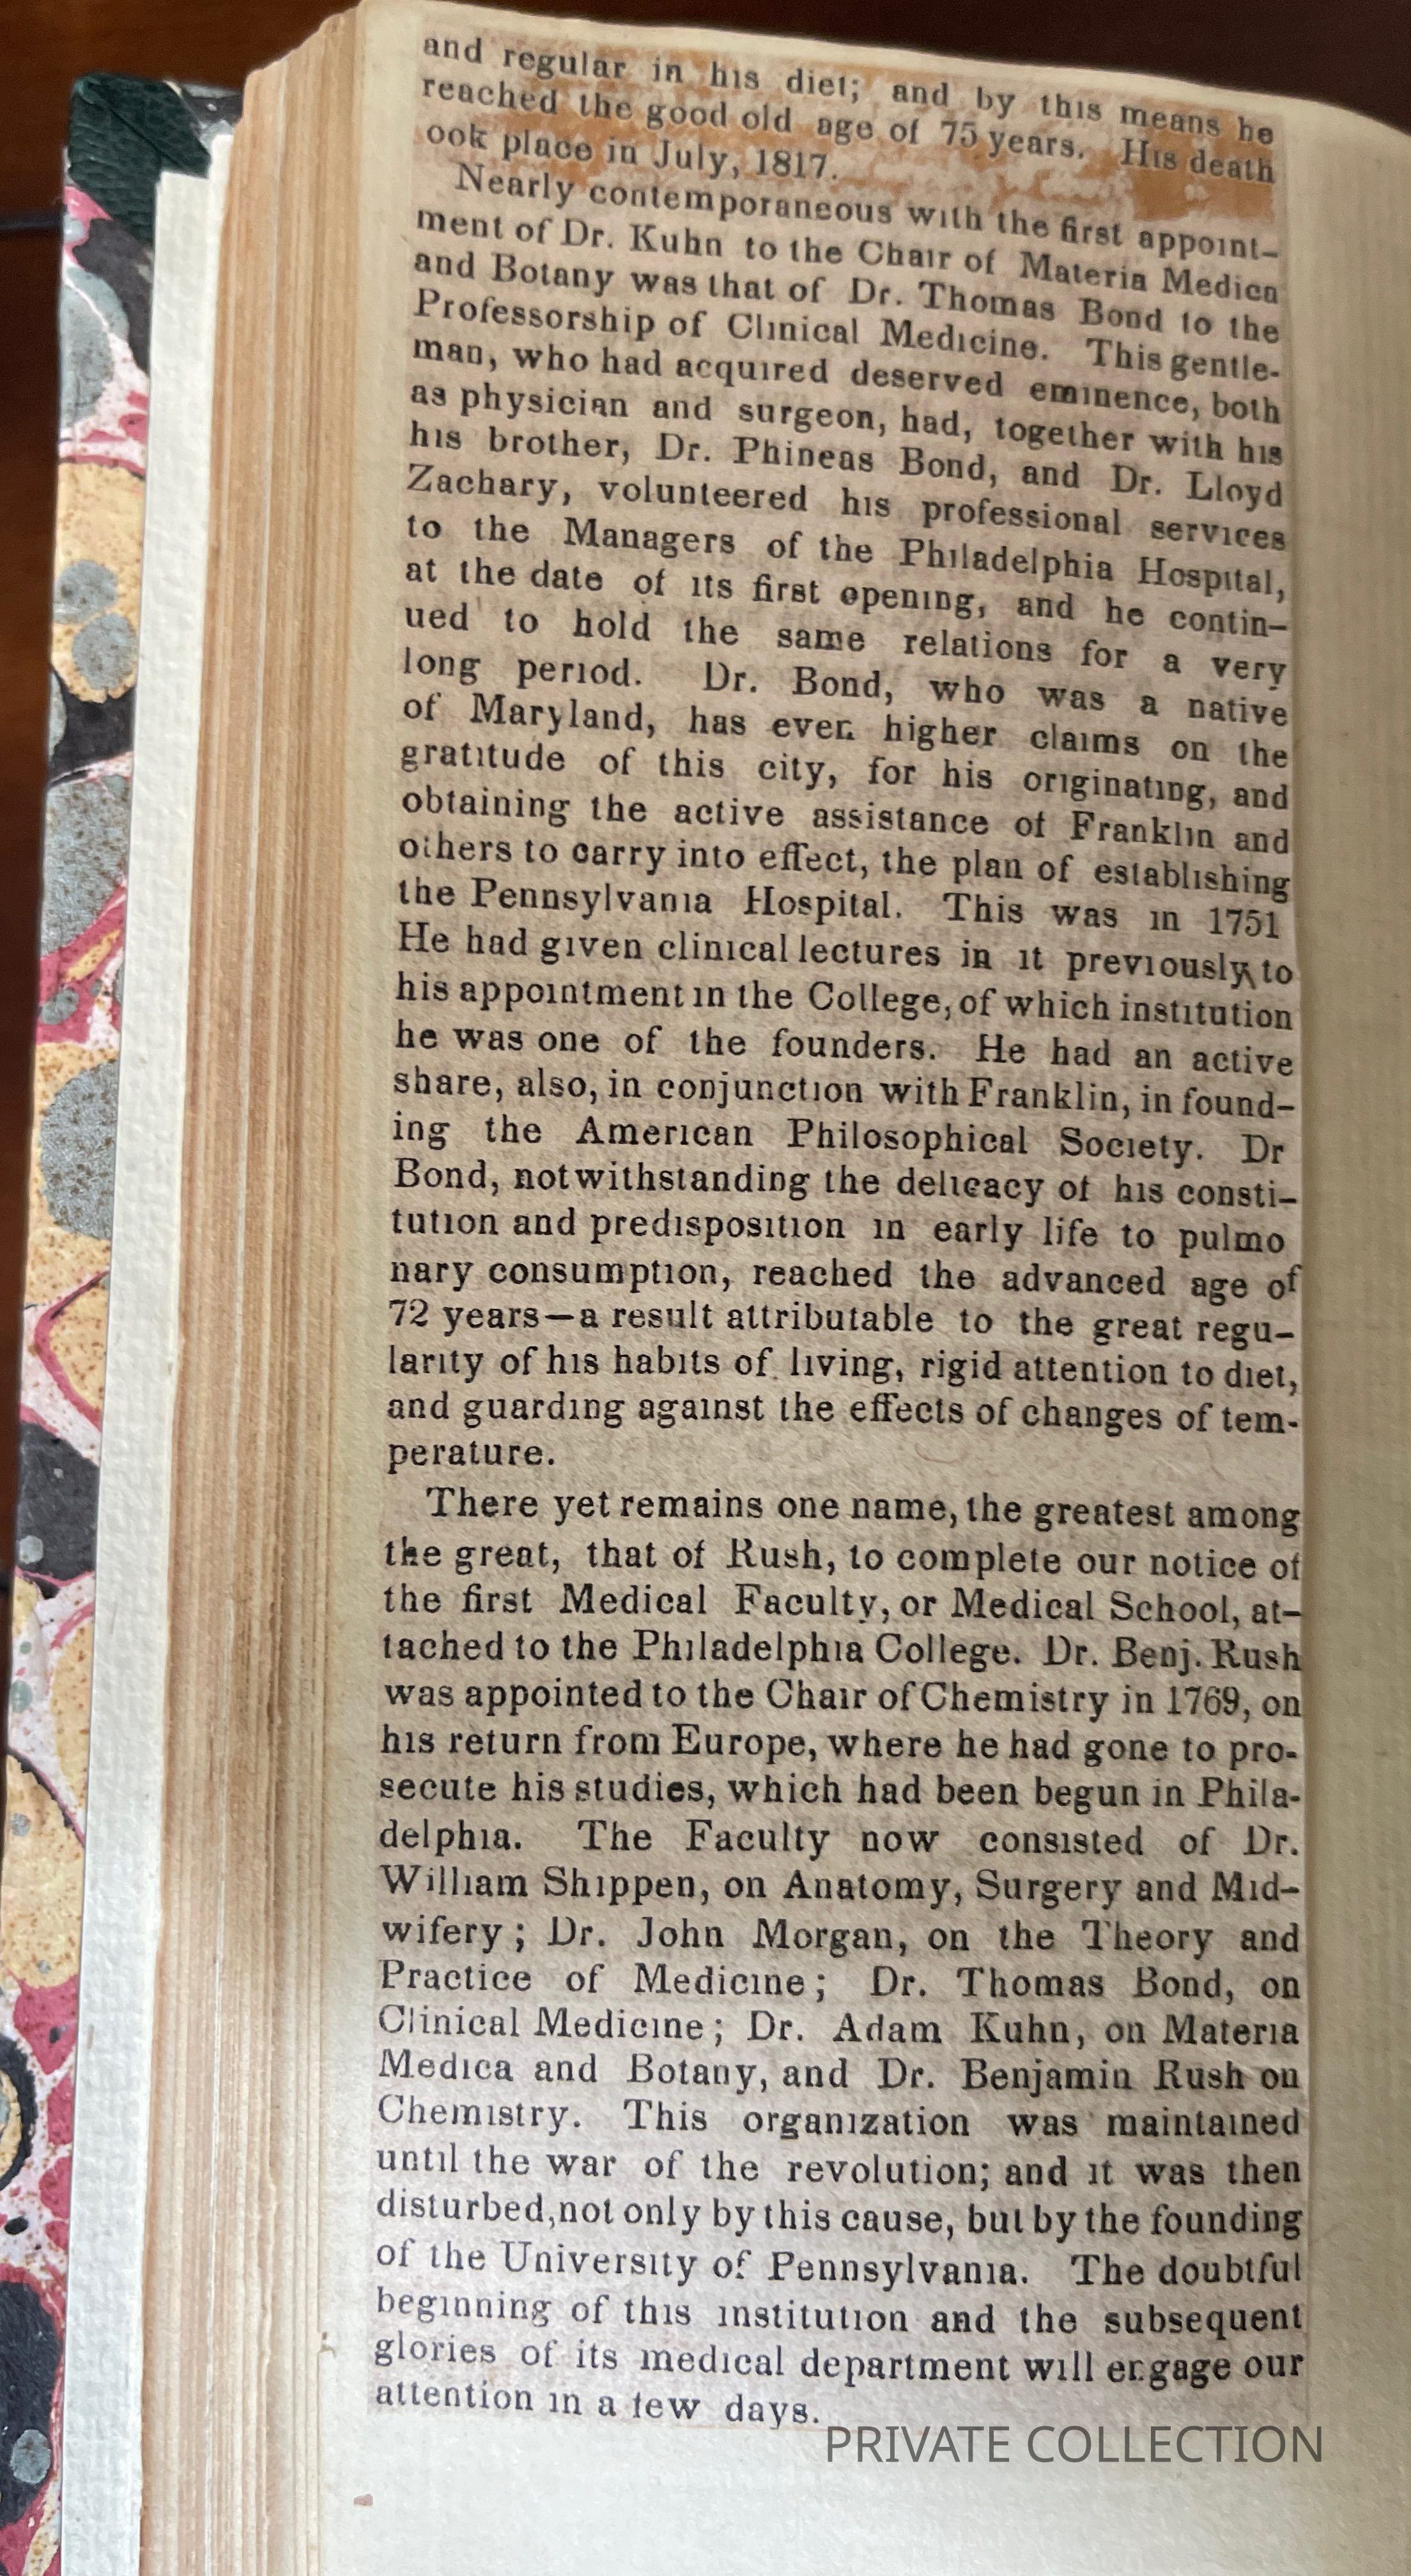 and regular in his diet; and by this means he
reached the good old age of 75 years. His death
ook place in July, 1817.
Nearly contemporaneous with the first appoint-
ment of Dr. Kuhn to the Chair of Materia Medica
and Botany was that of Dr. Thomas Bond to the
Professorship of Clinical Medicine. This gentle-
man, who had acquired deserved eminence, both
as physician and surgeon, had, together with his
his brother, Dr. Phineas Bond, and Dr. Lloyd
Zachary, volunteered his professional services
to the Managers of the Philadelphia Hospital,
at the date of its first opening, and he contin-
ued to hold the same relations for a very
long period. Dr. Bond, who was a native
of Maryland, has even higher claims on the
gratitude of this city, for his originating, and
obtaining the active assistance of Franklin and
others to carry into effect, the plan of establishing
the Pennsylvania Hospital. This was in 1751
He had given clinical lectures in it previously to
his appointment in the College, of which institution
he was one of the founders. He had an active
share, also, in conjunction with Franklin, in found-
ing the American Philosophical Society. Dr
Bond, notwithstanding the delicacy of his consti-
tution and predisposition in early life to pulmo
nary consumption, reached the advanced age of
72 years—a result attributable to the great regu-
larity of his habits of living, rigid attention to diet,
and guarding against the effects of changes of tem-
perature.
There yet remains one name, the greatest among
the great, that of Rush, to complete our notice of
the first Medical Faculty, or Medical School, at-
tached to the Philadelphia College. Dr. Benj. Rush
was appointed to the Chair of Chemistry in 1769, on
his return from Europe, where he had gone to pro-
secute his studies, which had been begun in Phila-
delphia. The Faculty now consisted of Dr.
William Shippen, on Anatomy, Surgery and Mid-
wifery; Dr. John Morgan, on the Theory and
Practice of Medicine; Dr. Thomas Bond, on
Clinical Medicine; Dr. Adam Kuhn, on Materia
Medica and Botany, and Dr. Benjamin Rush on
Chemistry. This organization was maintained
until the war of the revolution; and it was then
disturbed, not only by this cause, but by the founding
of the University of Pennsylvania. The doubtful
beginning of this institution and the subsequent
glories of its medical department will engage our
attention in a few days.
PRIVATE COLLECTION